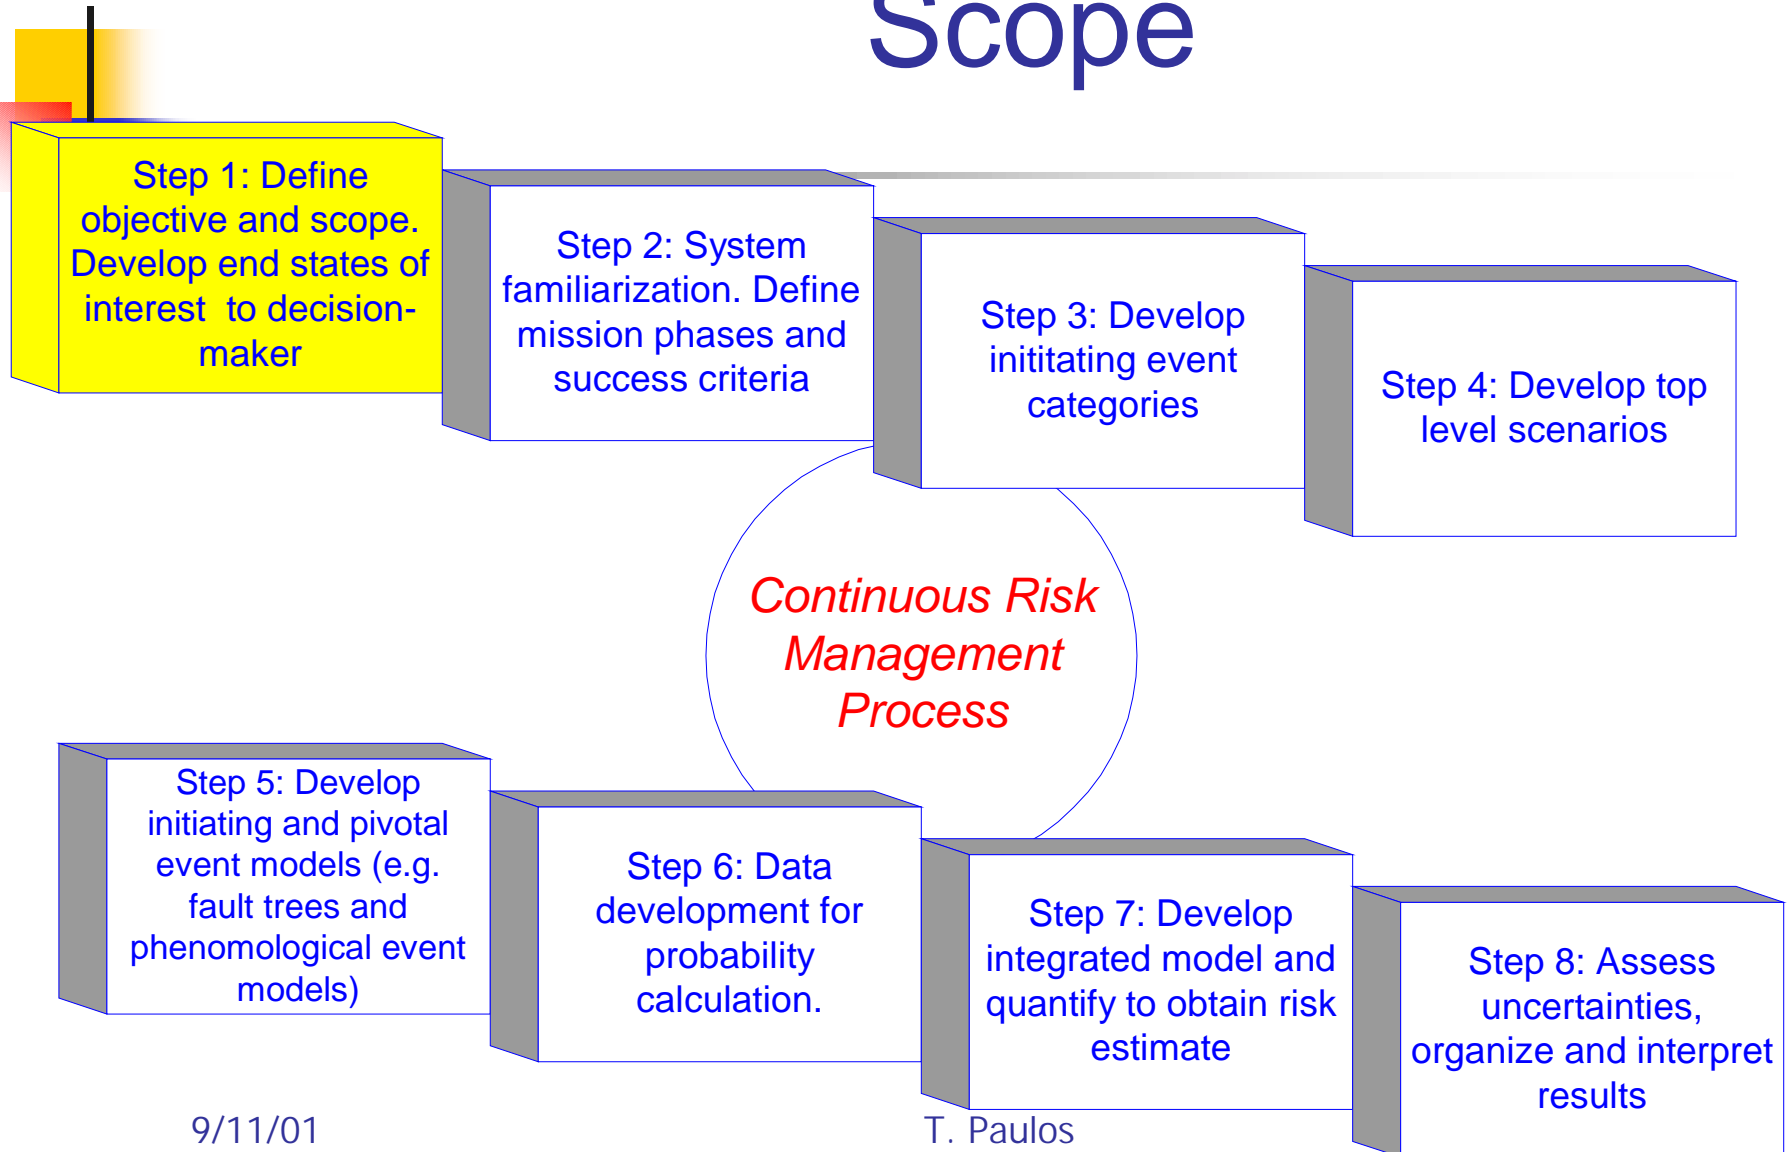 Scope
Step 1: Define
objective and scope.
Develop end states of
interest to decision-
maker
Step 2: System
familiarization. Define
mission phases and
success criteria
Step 3: Develop
inititating event
categories
Step 4: Develop top
level scenarios
Continuous Risk
Management
Process
Step 5: Develop
initiating and pivotal
event models (e.g.
fault trees and
phenomological event
models)
Step 6: Data
development for
probability
calculation.
Step 7: Develop
integrated model and
quantify to obtain risk
estimate
Step 8: Assess
uncertainties,
organize and interpret
results
9/11/01
T. Paulos